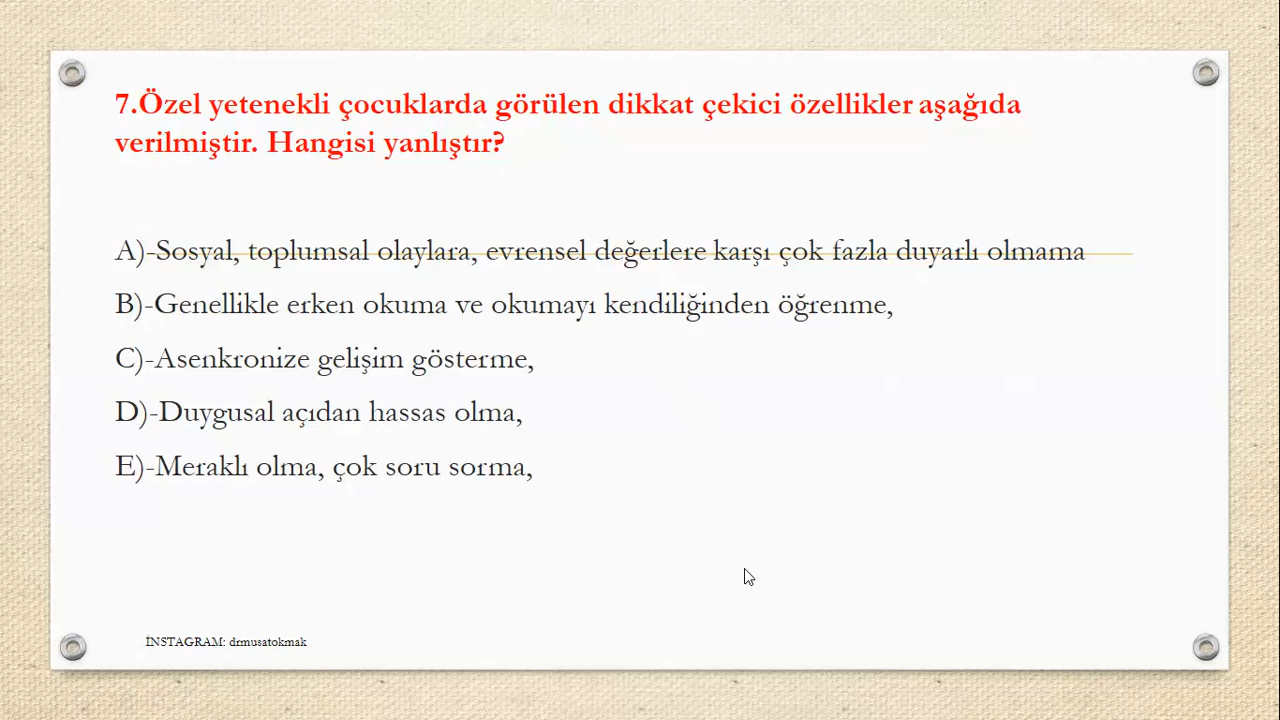 7.Özel yetenekli çocuklarda görülen dikkat çekici özellikler aşağıda
verilmiştir. Hangisi yanlıştır?
A)-Sosyal, toplumsal olaylara, evrensel değerlere karşı çok fazla duyarlı olmama
B)-Genellikle erken okuma ve okumayı kendiliğinden öğrenme,
C)-Asenkronize gelişim gösterme,
D)-Duygusal açıdan hassas olma,
E)-Meraklı olma, çok soru sorma,
İNSTAGRAM: drmusatokmak